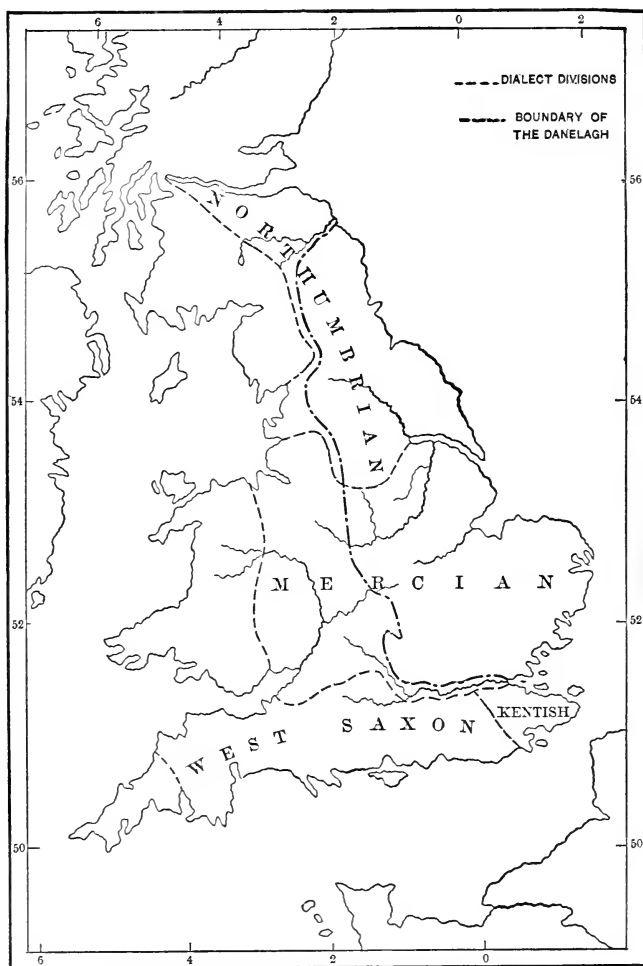 6 4 2 0 2
DIALECT DIVISIONS
BOUNDARY OF
THE DANELAGH
56 56
NORTHUMBRIAN
54 54
MERCIAN
52 52
KENTISH
WEST SAXON
50 50
6 4 2 0 2